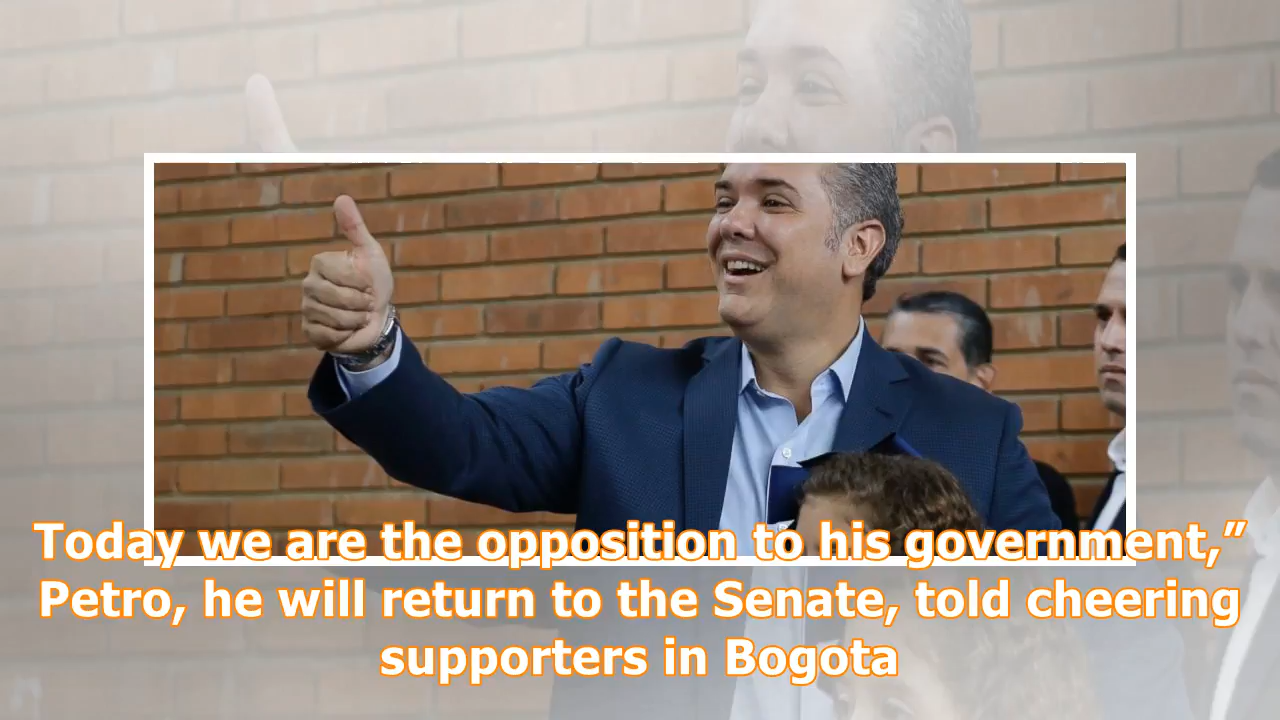 Today we are the opposition to his government,”
Petro, he will return to the Senate, told cheering
supporters in Bogota